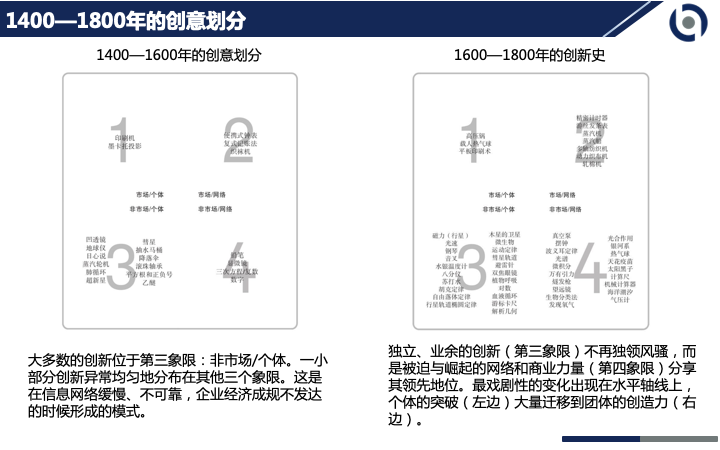 1400—1800年的创意划分
1400—1600年的创意划分
1
印刷机
墨卡托投影
2
便携式钟表
复式记账法
织袜机
市场/个体
市场/网络
非市场/个体
非市场/网络
3
凹透镜
地球仪
日心说
蒸汽轮机
肺循环
超新星
彗星
抽水马桶
降落伞
滚珠轴承
平方根和正负号
乙醚
4
铅笔
显微镜
三次方程/复数
数字
大多数的创新位于第三象限：非市场/个体。一小
部分创新异常均匀地分布在其他三个象限。这是
在信息网络缓慢、不可靠，企业经济成规不发达
的时候形成的模式。
1600—1800年的创新史
1
高压锅
载人热气球
平板印刷术
2
精密计时器
蒸汽机
蒸汽船
多轴纺织机
动力织布机
轧棉机
市场/个体
市场/网络
非市场/个体
非市场/网络
3
磁力（行星）
光速
钢琴
音叉
水银温度计
八分仪
苏打水
胡克定律
自由落体定律
行星轨道椭圆定律
木星的卫星
微生物
运动定律
彗星轨道
避雷针
双焦眼镜
植物呼吸
对数
血液循环
游标卡尺
解析几何
4
真空泵
摆钟
波义耳定律
光谱
微积分
万有引力
燧发枪
望远镜
生物分类法
发现氧气
光合作用
银河系
热气球
天花疫苗
太阳黑子
计算尺
机械计算器
海洋潮汐
气压计
独立、业余的创新（第三象限）不再独领风骚，而
是被迫与崛起的网络和商业力量（第四象限）分享
其领先地位。最戏剧性的变化出现在水平轴线上，
个体的突破（左边）大量迁移到团体的创造力（右
边）。